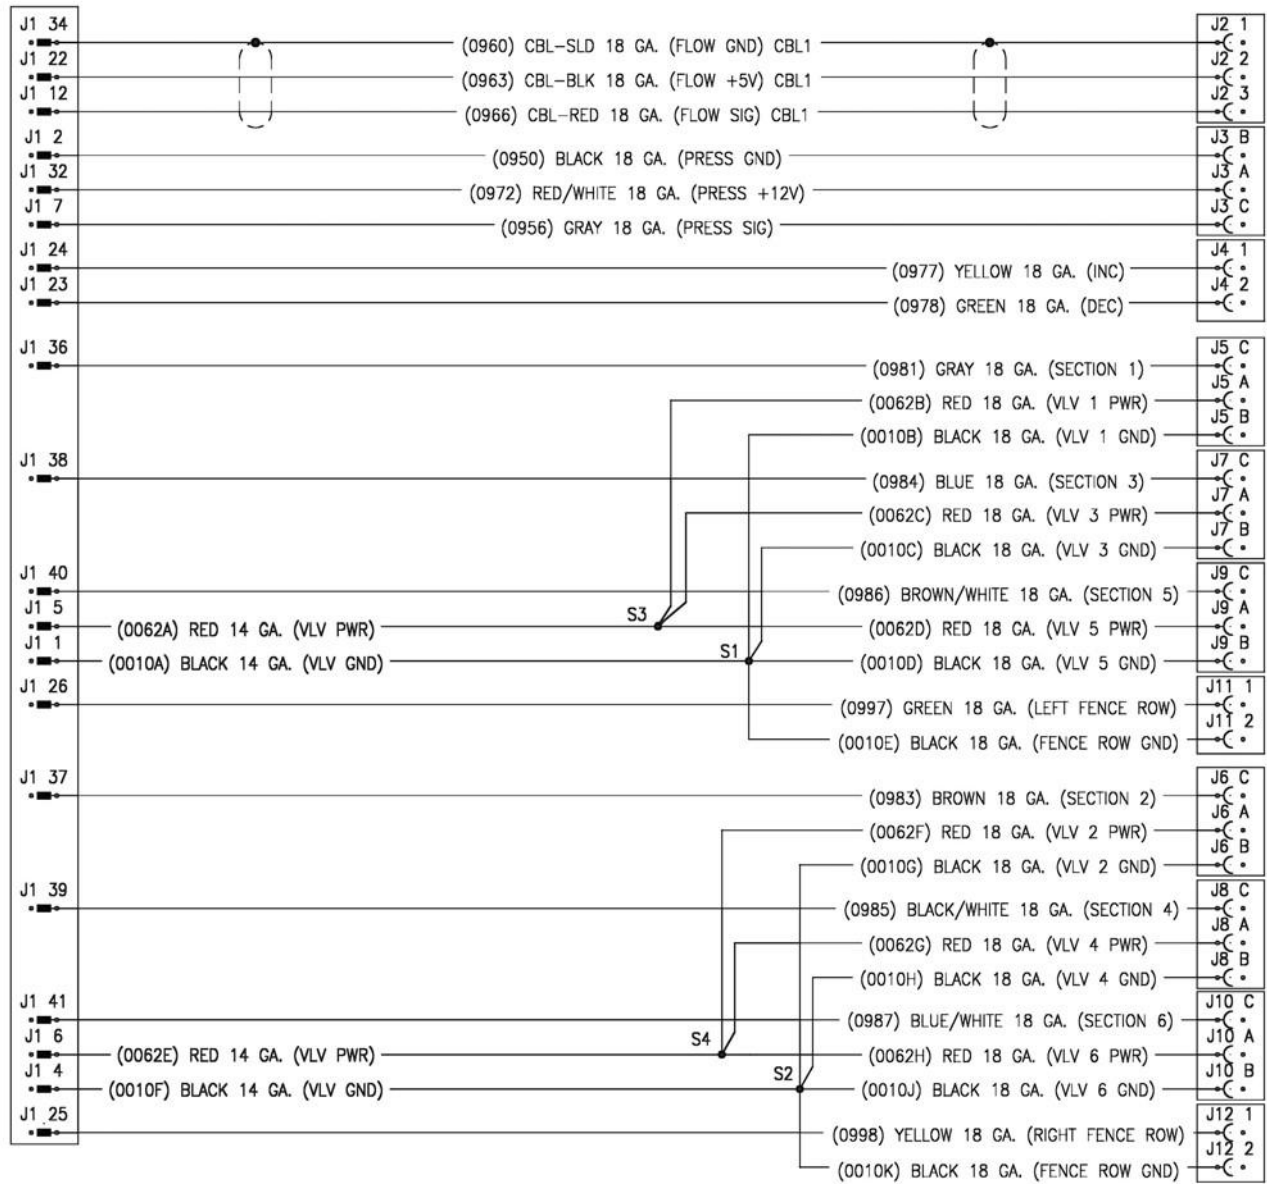 J1 34 (0960) CBL-SLD 18 GA. (FLOW GND) CBL1 J2 1
J1 22 (0963) CBL-BLK 18 GA. (FLOW +5V) CBL1 J2 2
J1 12 (0966) CBL-RED 18 GA. (FLOW SIG) CBL1 J2 3
J1 2 (0950) BLACK 18 GA. (PRESS GND) J3 B
J1 32 (0972) RED/WHITE 18 GA. (PRESS +12V) J3 A
J1 7 (0956) GRAY 18 GA. (PRESS SIG) J3 C
J1 24 (0977) YELLOW 18 GA. (INC) J4 1
J1 23 (0978) GREEN 18 GA. (DEC) J4 2
J1 36 (0981) GRAY 18 GA. (SECTION 1) J5 C
(0062B) RED 18 GA. (VLV 1 PWR) J5 A
(0010B) BLACK 18 GA. (VLV 1 GND) J5 B
J1 38 (0984) BLUE 18 GA. (SECTION 3) J7 C
(0062C) RED 18 GA. (VLV 3 PWR) J7 A
(0010C) BLACK 18 GA. (VLV 3 GND) J7 B
J1 40 (0986) BROWN/WHITE 18 GA. (SECTION 5) J9 C
J1 5 (0062A) RED 14 GA. (VLV PWR) S3 (0062D) RED 18 GA. (VLV 5 PWR) J9 A
J1 1 (0010A) BLACK 14 GA. (VLV GND) S1 (0010D) BLACK 18 GA. (VLV 5 GND) J9 B
J1 26 (0997) GREEN 18 GA. (LEFT FENCE ROW) J11 1
(0010E) BLACK 18 GA. (FENCE ROW GND) J11 2
J1 37 (0983) BROWN 18 GA. (SECTION 2) J6 C
(0062F) RED 18 GA. (VLV 2 PWR) J6 A
(0010G) BLACK 18 GA. (VLV 2 GND) J6 B
J1 39 (0985) BLACK/WHITE 18 GA. (SECTION 4) J8 C
(0062G) RED 18 GA. (VLV 4 PWR) J8 A
(0010H) BLACK 18 GA. (VLV 4 GND) J8 B
J1 41 (0987) BLUE/WHITE 18 GA. (SECTION 6) J10 C
J1 6 (0062E) RED 14 GA. (VLV PWR) S4 (0062H) RED 18 GA. (VLV 6 PWR) J10 A
J1 4 (0010F) BLACK 14 GA. (VLV GND) S2 (0010J) BLACK 18 GA. (VLV 6 GND) J10 B
J1 25 (0998) YELLOW 18 GA. (RIGHT FENCE ROW) J12 1
(0010K) BLACK 18 GA. (FENCE ROW GND) J12 2